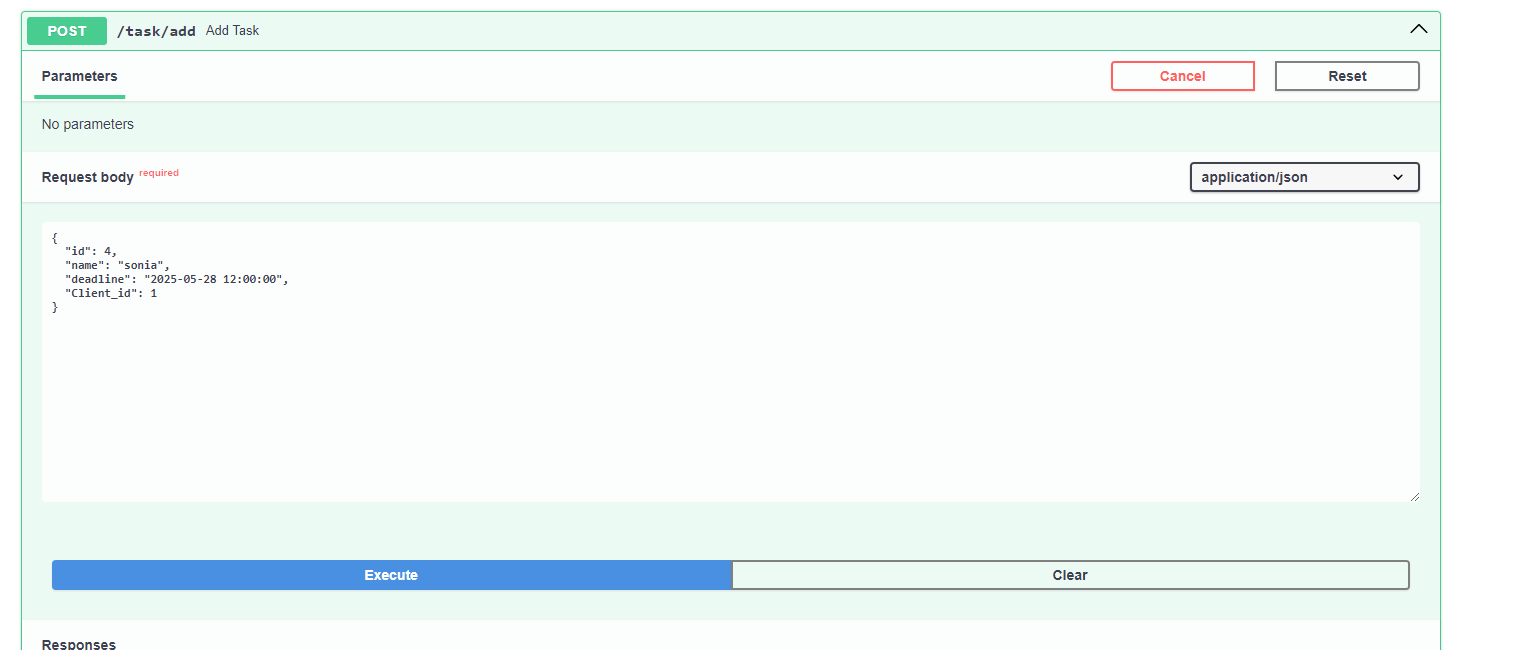 POST /task/add Add Task
Parameters Cancel Reset
No parameters
Request body required application/json
{
"id": 4,
"name": "sonia",
"deadline": "2025-05-28 12:00:00",
"Client_id": 1
}
Execute Clear
Responses